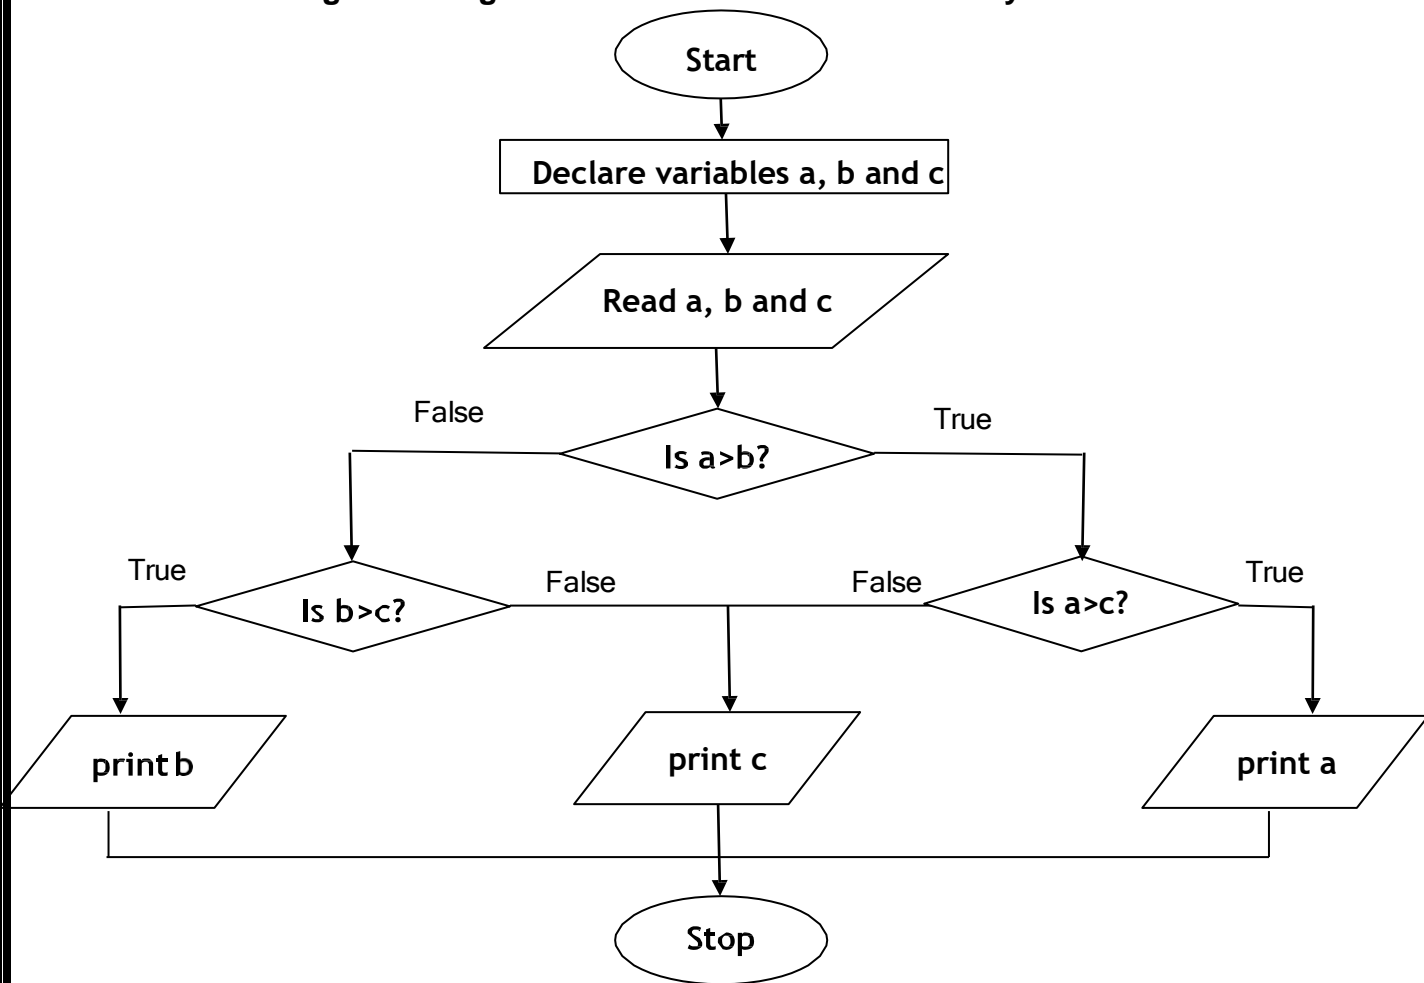 Start
Declare variables a, b and c
Read a, b and c
False
True
Is a>b?
True
False
False
True
Is b>c?
Is a>c?
print b
print c
print a
Stop